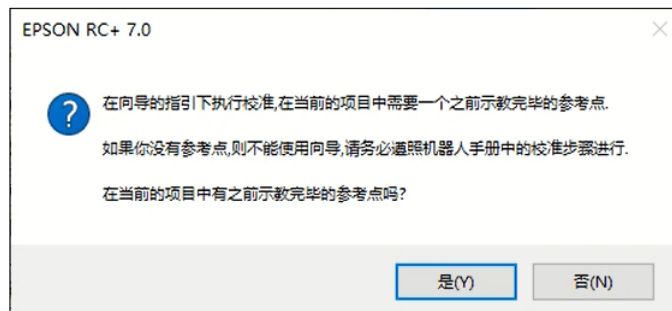 EPSON RC+ 7.0
在向导的指引下执行校准,在当前的项目中需要一个之前示教完毕的参考点.
如果你没有参考点,则不能使用向导,请务必遵照机器人手册中的校准步骤进行.
在当前的项目中有之前示教完毕的参考点吗?
是(Y)
否(N)